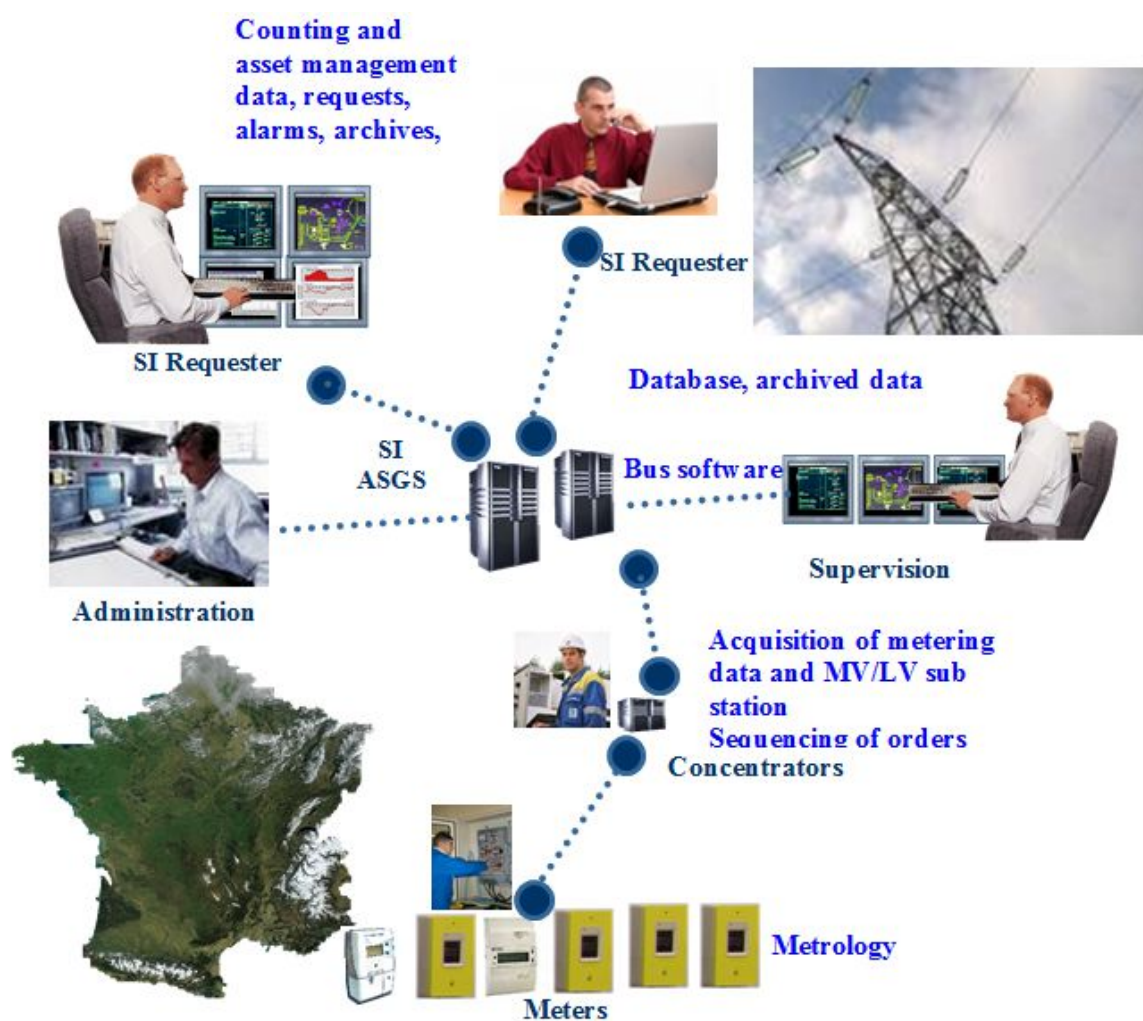 Counting and
asset management
data, requests,
alarms, archives,
SI Requester
SI Requester
Database, archived data
SI
ASGS
Bus software
Supervision
Administration
Acquisition of metering
data and MV/LV sub
station
Sequencing of orders
Concentrators
Metrology
Meters